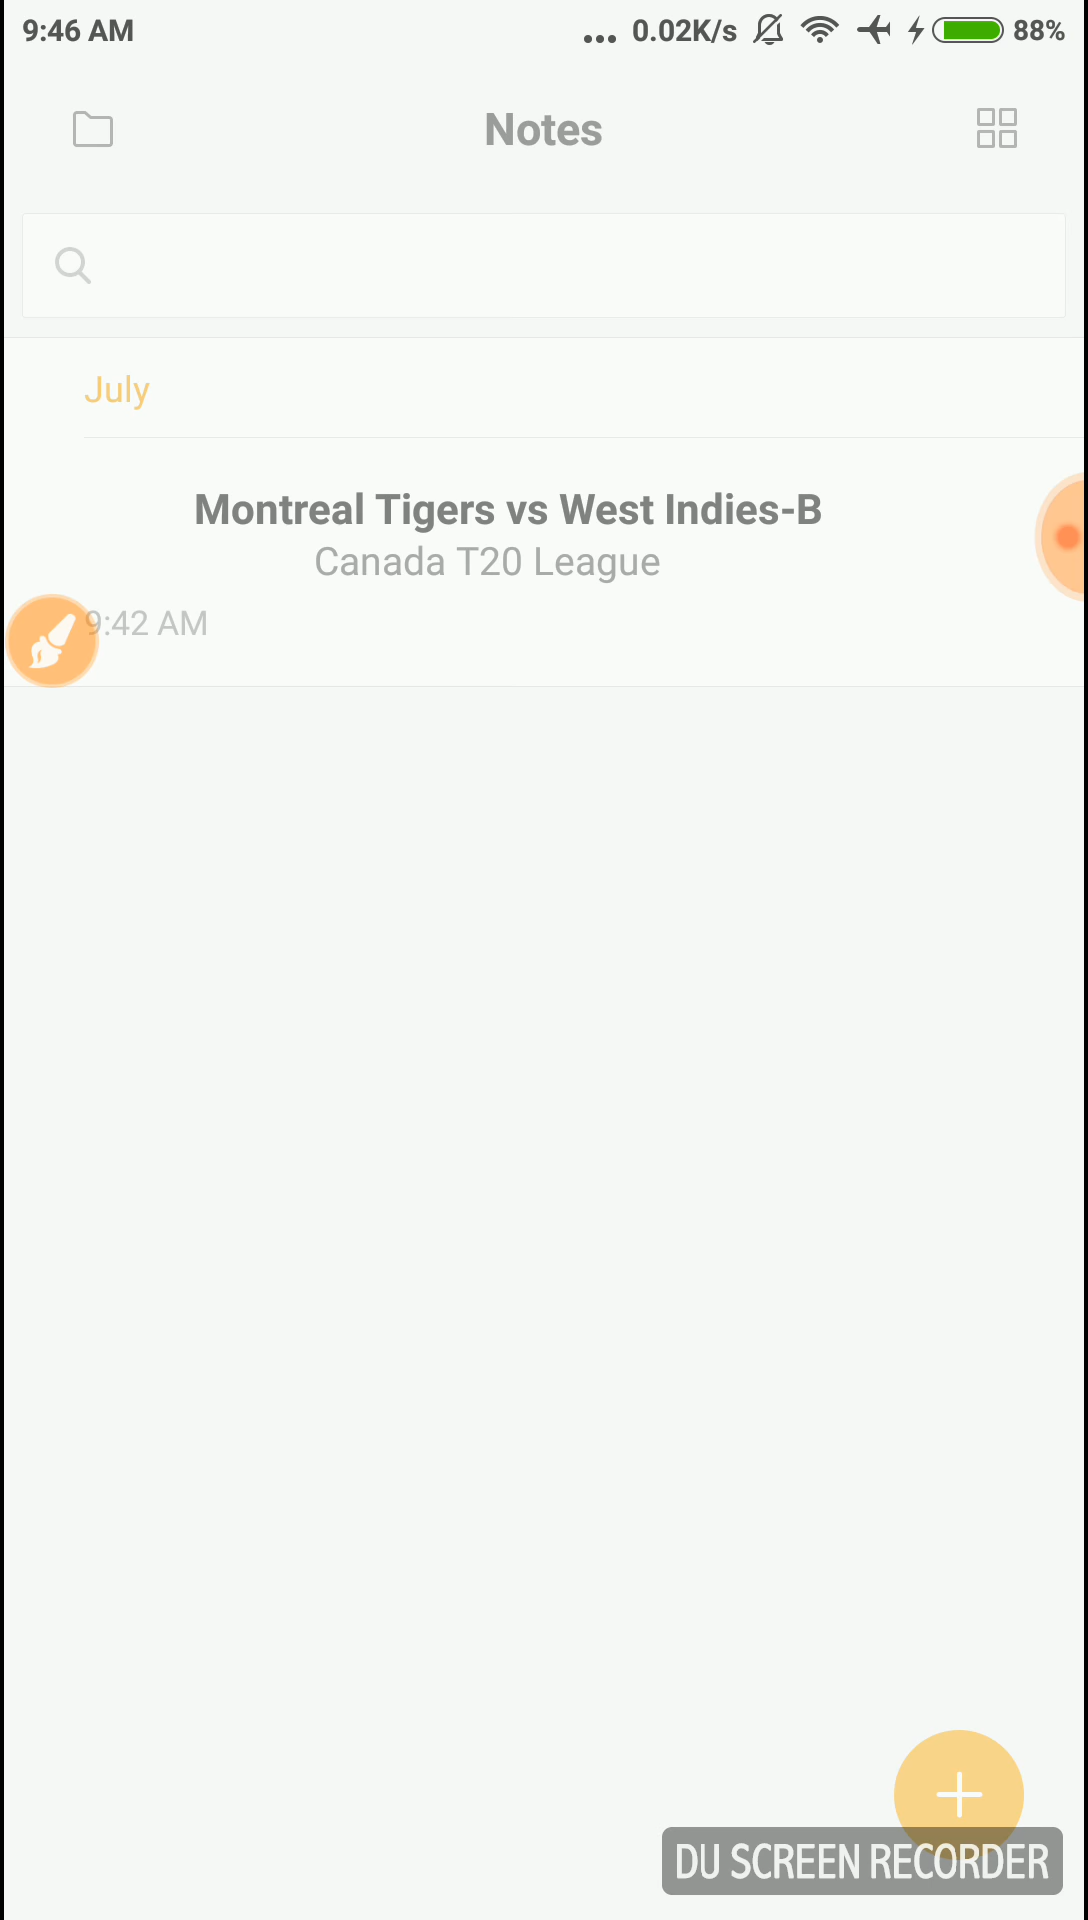 9:46 AM ... 0.02K/s 88%
Notes
July
Montreal Tigers vs West Indies-B
Canada T20 League
9:42 AM
DU SCREEN RECORDER